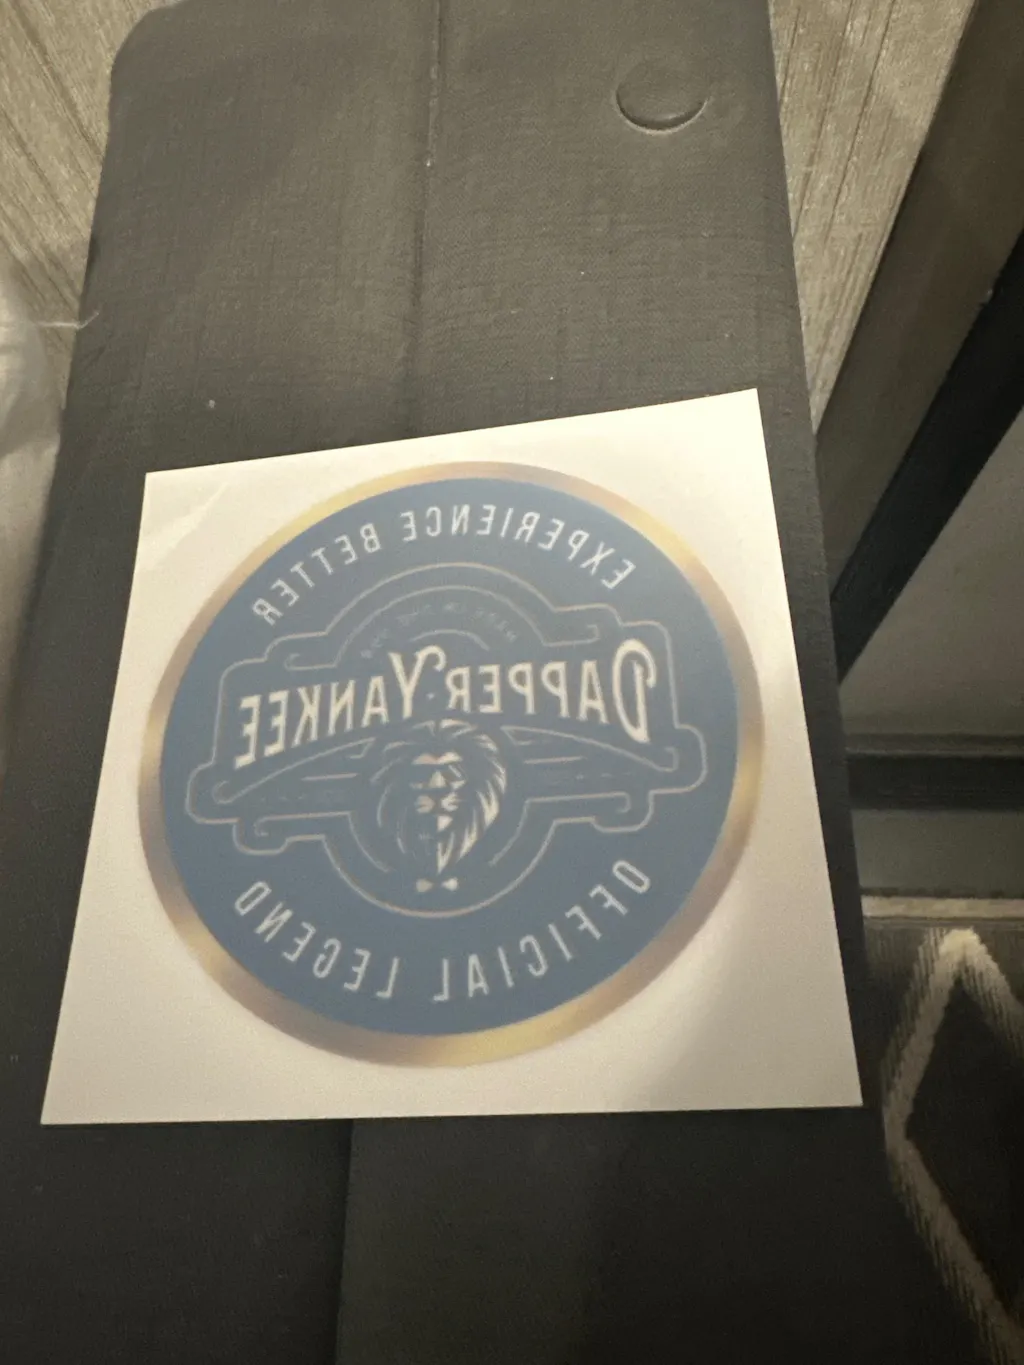 EXPERIENCE BETTER
DAPPER YANKEE
OFFICIAL LEGEND